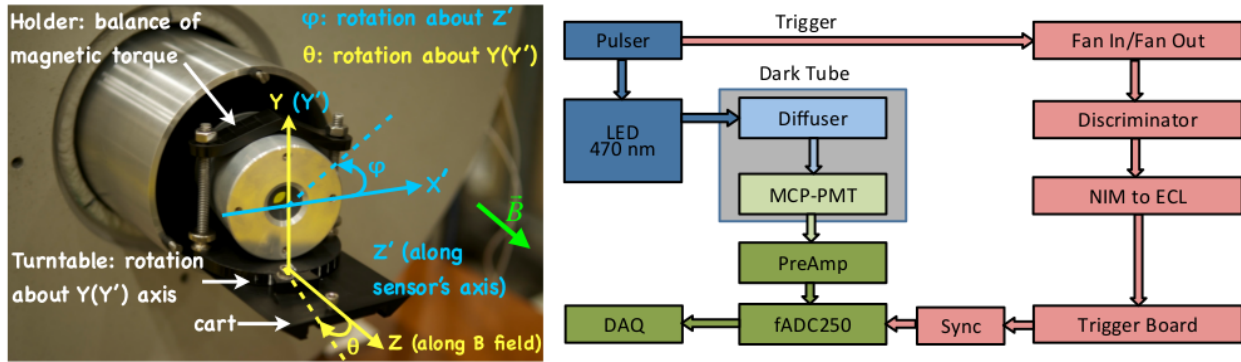 Holder: balance of
magnetic torque
φ: rotation about Z'
θ: rotation about Y(Y')
Y (Y')
φ
X'
B
Z' (along
sensor's axis)
Turntable: rotation
about Y(Y') axis
cart
θ
Z (along B field)
Pulser
Trigger
Fan In/Fan Out
Dark Tube
LED
470 nm
Diffuser
Discriminator
MCP-PMT
NIM to ECL
PreAmp
DAQ
fADC250
Sync
Trigger Board